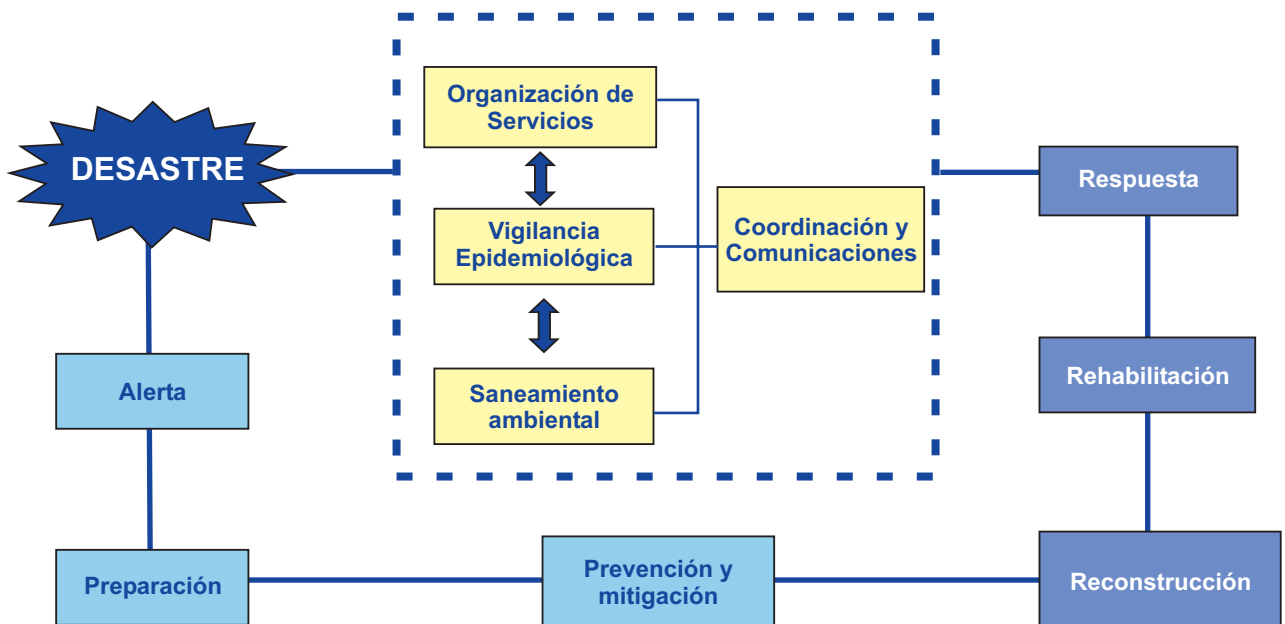 Organización de
Servicios
DESASTRE
Respuesta
Vigilancia
Epidemiológica
Coordinación y
Comunicaciones
Alerta
Rehabilitación
Saneamiento
ambiental
Preparación
Prevención y
mitigación
Reconstrucción